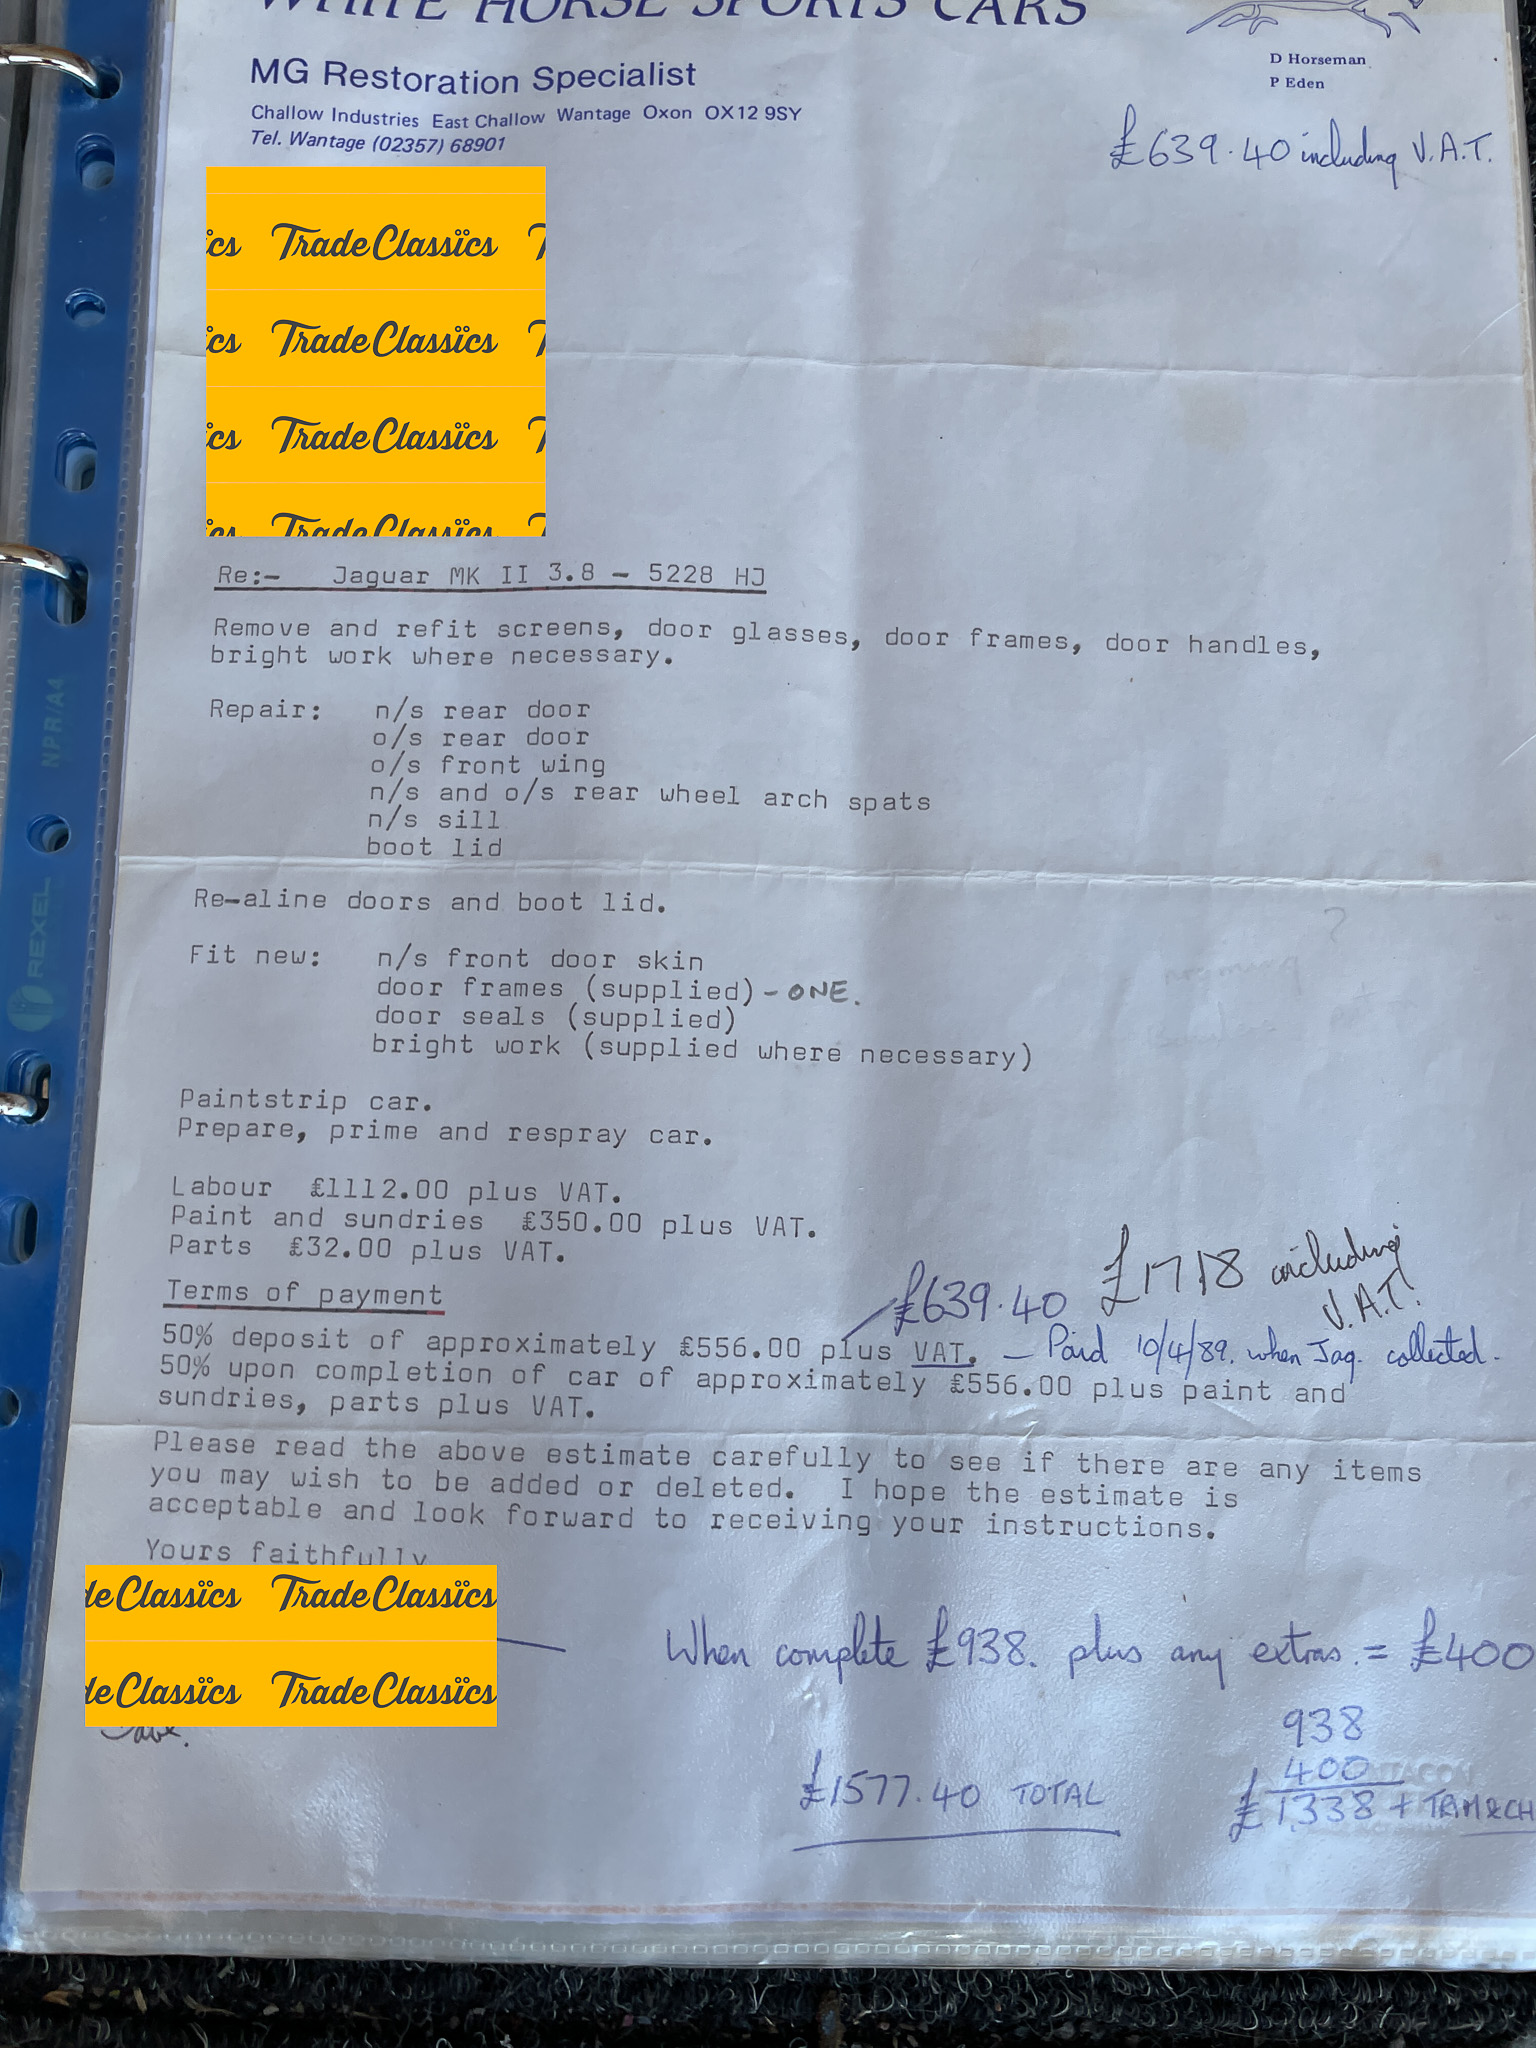 WHITE HORSE SPORTS CARS
MG Restoration Specialist
Challow Industries East Challow Wantage Oxon OX12 9SY
Tel. Wantage (02357) 68901
D Horseman
P Eden
£639.40 including V.A.T.
TradeClassics
TradeClassics
TradeClassics
TradeClassics
Re:- Jaguar MK II 3.8 - 5228 HJ
Remove and refit screens, door glasses, door frames, door handles,
bright work where necessary.
Repair: n/s rear door
o/s rear door
o/s front wing
n/s and o/s rear wheel arch spats
n/s sill
boot lid
Re-aline doors and boot lid.
Fit new: n/s front door skin
door frames (supplied) - ONE.
door seals (supplied)
bright work (supplied where necessary)
Paintstrip car.
Prepare, prime and respray car.
Labour £1112.00 plus VAT.
Paint and sundries £350.00 plus VAT.
Parts £32.00 plus VAT.
£1718 including
V.A.T.
Terms of payment
£639.40
50% deposit of approximately £556.00 plus VAT. - Paid 10/4/89. when Jag. collected.
50% upon completion of car of approximately £556.00 plus paint and
sundries, parts plus VAT.
Please read the above estimate carefully to see if there are any items
you may wish to be added or deleted. I hope the estimate is
acceptable and look forward to receiving your instructions.
Yours faithfully
deClassics TradeClassics
deClassics TradeClassics
When complete £938. plus any extras. = £400
938
400
£1577.40 TOTAL
£1,338 + TRIM & CH
NPR/A4
REXEL